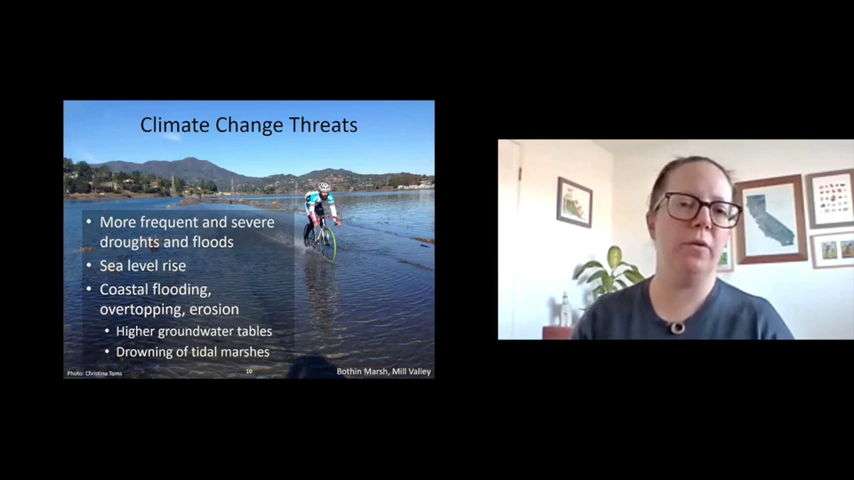 Climate Change Threats
• More frequent and severe
droughts and floods
• Sea level rise
• Coastal flooding,
overtopping, erosion
• Higher groundwater tables
• Drowning of tidal marshes
Photo: Christina Toms
10
Bothin Marsh, Mill Valley